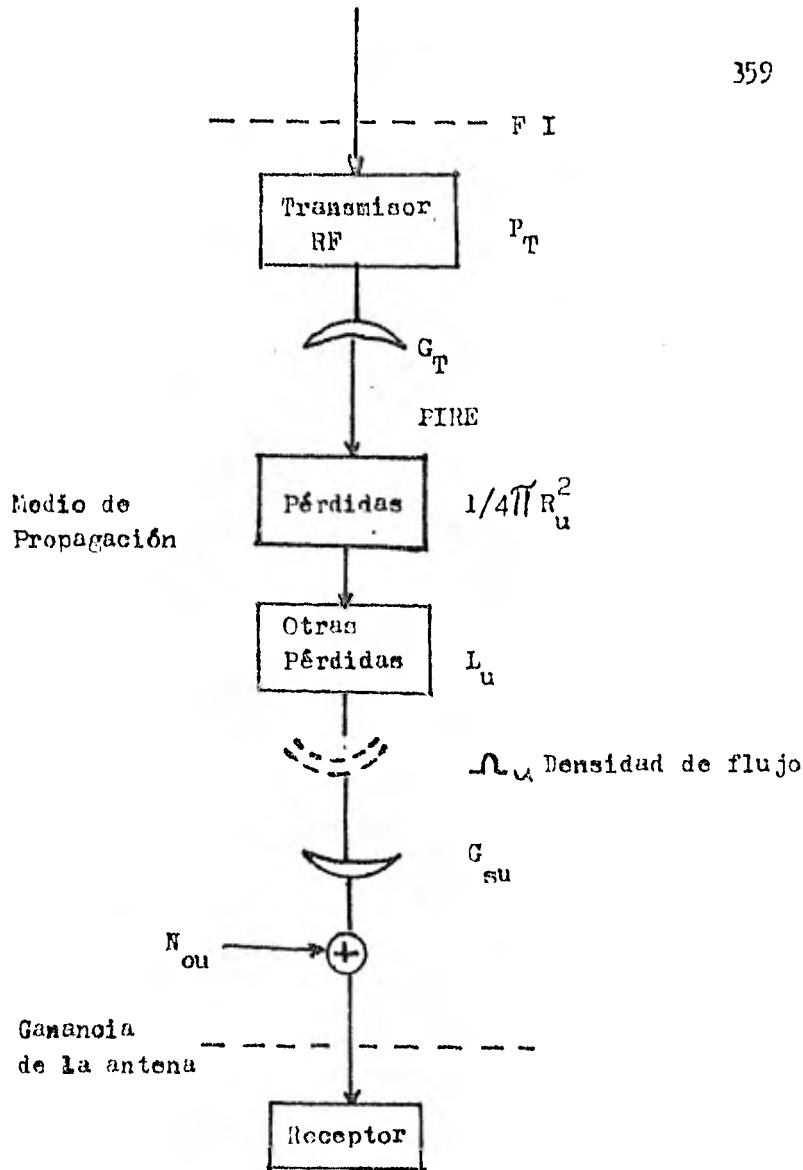 359
F I
Transmisor
RF
P_T
G_T
PIRE
Medio de
Propagación
Pérdidas
1/4π R_u^2
Otras
Pérdidas
L_u
Ω_u Densidad de flujo
G_su
N_ou
+
Ganancia
de la antena
Receptor